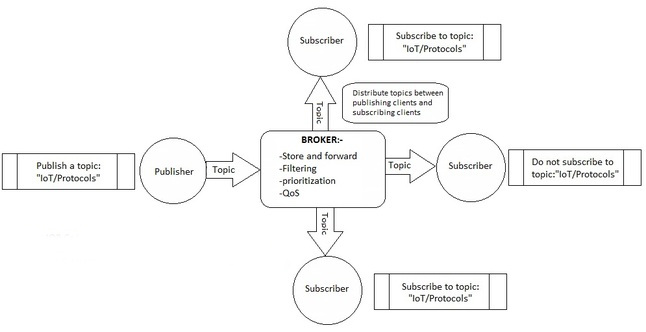 Subscriber
Subscribe to topic:
"IoT/Protocols"
Topic
Distribute topics between
publishing clients and
subscribing clients
Publish a topic:
"IoT/Protocols"
Publisher
Topic
BROKER:-
-Store and forward
-Filtering
-prioritization
-QoS
Topic
Subscriber
Do not subscribe to
topic:"IoT/Protocols"
Topic
Subscriber
Subscribe to topic:
"IoT/Protocols"